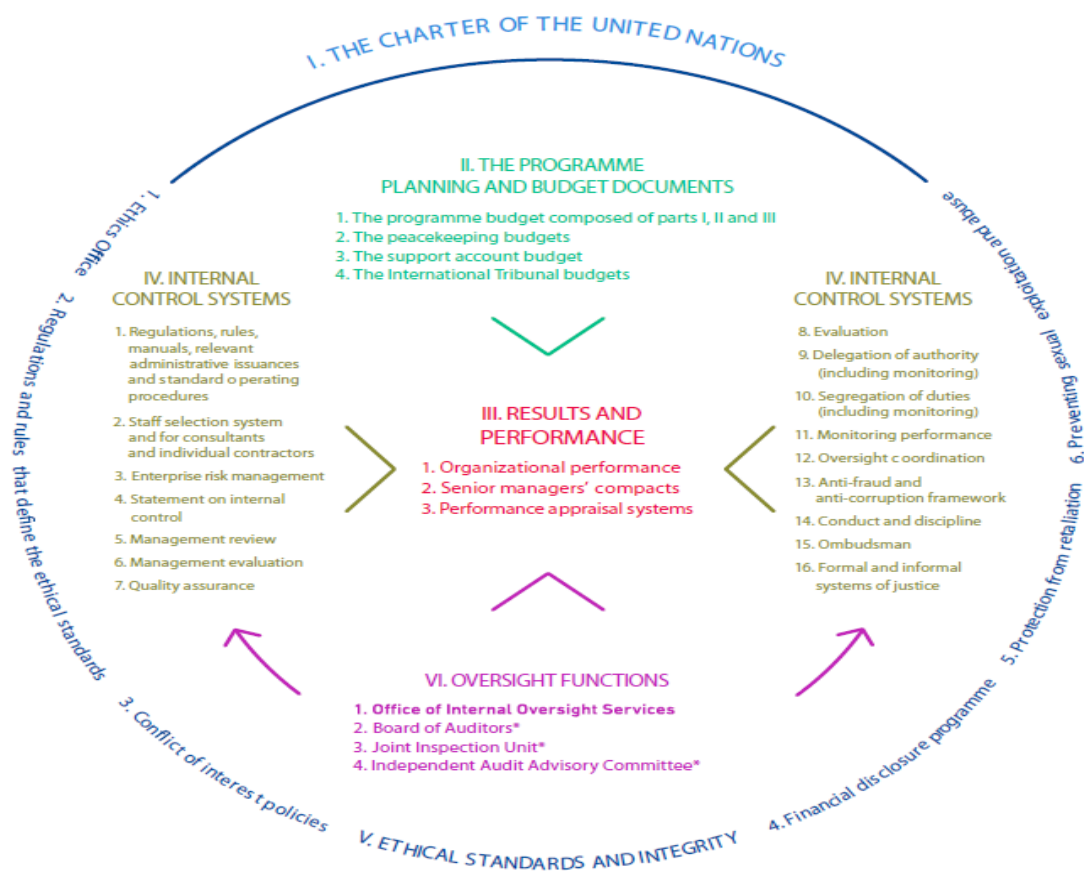 I. THE CHARTER OF THE UNITED NATIONS
II. THE PROGRAMME
PLANNING AND BUDGET DOCUMENTS
1. The programme budget composed of parts I, II and III
2. The peacekeeping budgets
3. The support account budget
4. The International Tribunal budgets
IV. INTERNAL
CONTROL SYSTEMS
1. Regulations, rules,
manuals, relevant
administrative issuances
and standard operating
procedures
2. Staff selection system
and for consultants
and individual contractors
3. Enterprise risk management
4. Statement on internal
control
5. Management review
6. Management evaluation
7. Quality assurance
III. RESULTS AND
PERFORMANCE
1. Organizational performance
2. Senior managers' compacts
3. Performance appraisal systems
IV. INTERNAL
CONTROL SYSTEMS
8. Evaluation
9. Delegation of authority
(including monitoring)
10. Segregation of duties
(including monitoring)
11. Monitoring performance
12. Oversight coordination
13. Anti-fraud and
anti-corruption framework
14. Conduct and discipline
15. Ombudsman
16. Formal and informal
systems of justice
VI. OVERSIGHT FUNCTIONS
1. Office of Internal Oversight Services
2. Board of Auditors*
3. Joint Inspection Unit*
4. Independent Audit Advisory Committee*
V. ETHICAL STANDARDS AND INTEGRITY
1. Ethics Office
2. Regulations and rules that define the ethical standards
3. Conflict of interest policies
4. Financial disclosure programme
5. Protection from retaliation
6. Preventing sexual exploitation and abuse